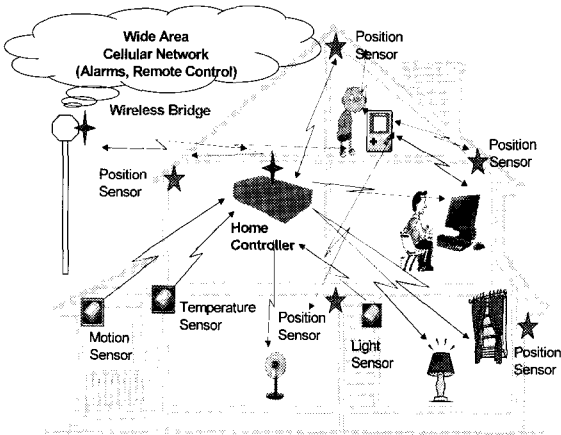 Wide Area
Cellular Network
(Alarms, Remote Control)
Position
Sensor
Wireless Bridge
Position
Sensor
Position
Sensor
Home
Controller
Motion
Sensor
Temperature
Sensor
Position
Sensor
Light
Sensor
Position
Sensor